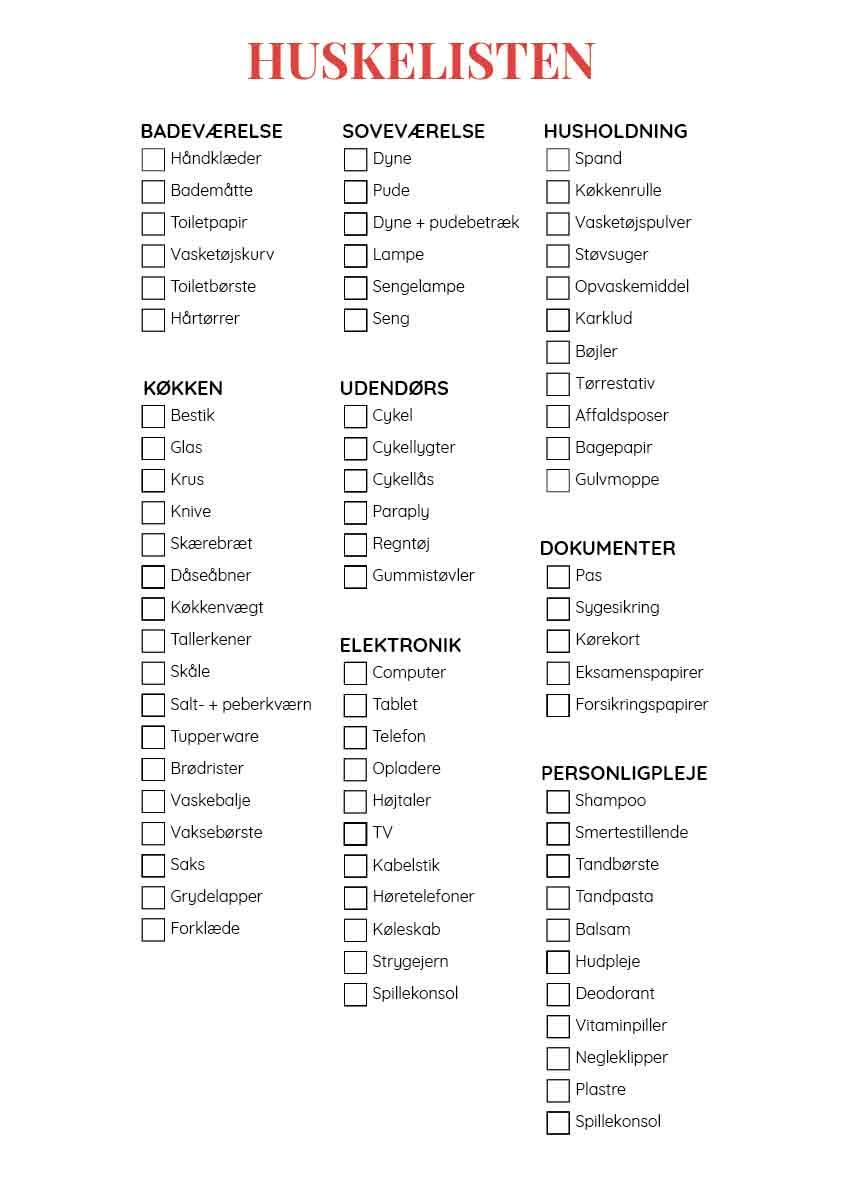 HUSKELISTEN
BADEVÆRELSE
Håndklæder
Bademåtte
Toiletpapir
Vasketøjskurv
Toiletbørste
Hårtørrer
KØKKEN
Bestik
Glas
Krus
Knive
Skærebræt
Dåseåbner
Køkkenvægt
Tallerkener
Skåle
Salt- + peberkværn
Tupperware
Brødrister
Vaskebalje
Vaksebørste
Saks
Grydelapper
Forklæde
SOVEVÆRELSE
Dyne
Pude
Dyne + pudebetræk
Lampe
Sengelampe
Seng
UDENDØRS
Cykel
Cykellygter
Cykellås
Paraply
Regntøj
Gummistøvler
ELEKTRONIK
Computer
Tablet
Telefon
Opladere
Højtaler
TV
Kabelstik
Høretelefoner
Køleskab
Strygejern
Spillekonsol
HUSHOLDNING
Spand
Køkkenrulle
Vasketøjspulver
Støvsuger
Opvaskemiddel
Karklud
Bøjler
Tørrestativ
Affaldsposer
Bagepapir
Gulvmoppe
DOKUMENTER
Pas
Sygesikring
Kørekort
Eksamenspapirer
Forsikringspapirer
PERSONLIGPLEJE
Shampoo
Smertestillende
Tandbørste
Tandpasta
Balsam
Hudpleje
Deodorant
Vitaminpiller
Negleklipper
Plastre
Spillekonsol